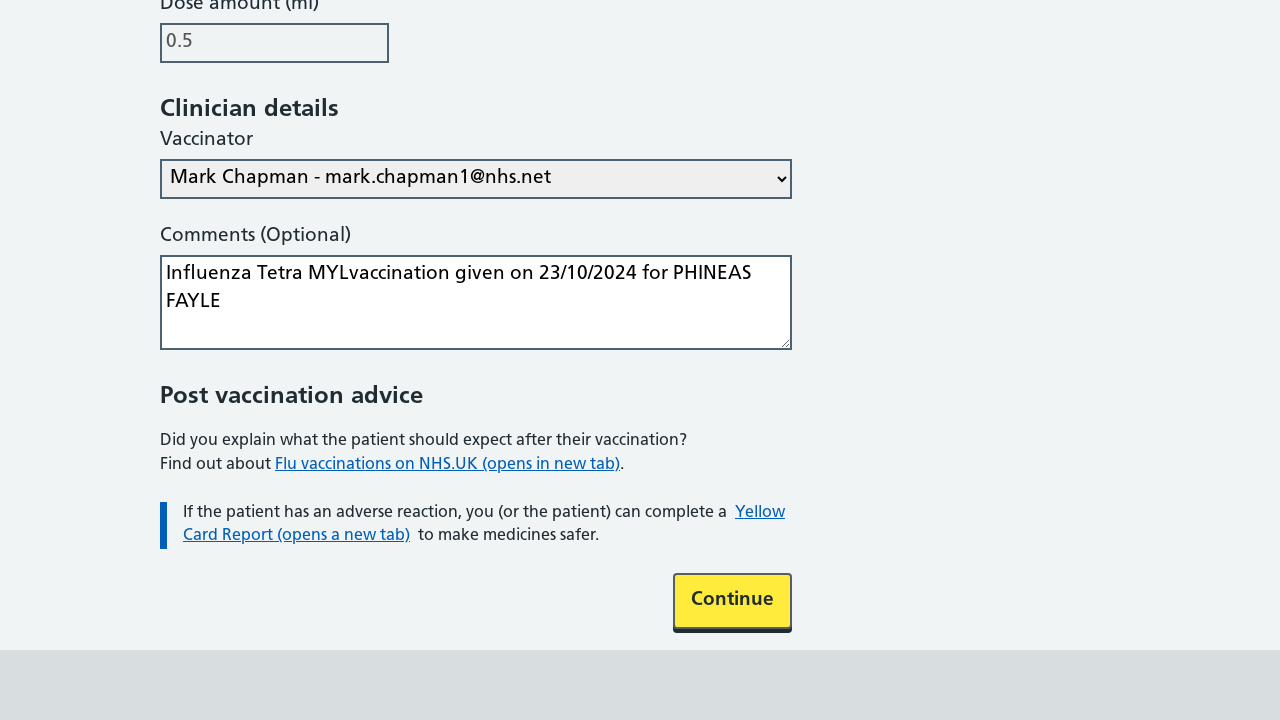 Dose amount (ml)
0.5
Clinician details
Vaccinator
Mark Chapman - mark.chapman1@nhs.net
Comments (Optional)
Influenza Tetra MYLvaccination given on 23/10/2024 for PHINEAS
FAYLE
Post vaccination advice
Did you explain what the patient should expect after their vaccination?
Find out about Flu vaccinations on NHS.UK (opens in new tab).
If the patient has an adverse reaction, you (or the patient) can complete a Yellow
Card Report (opens a new tab) to make medicines safer.
Continue